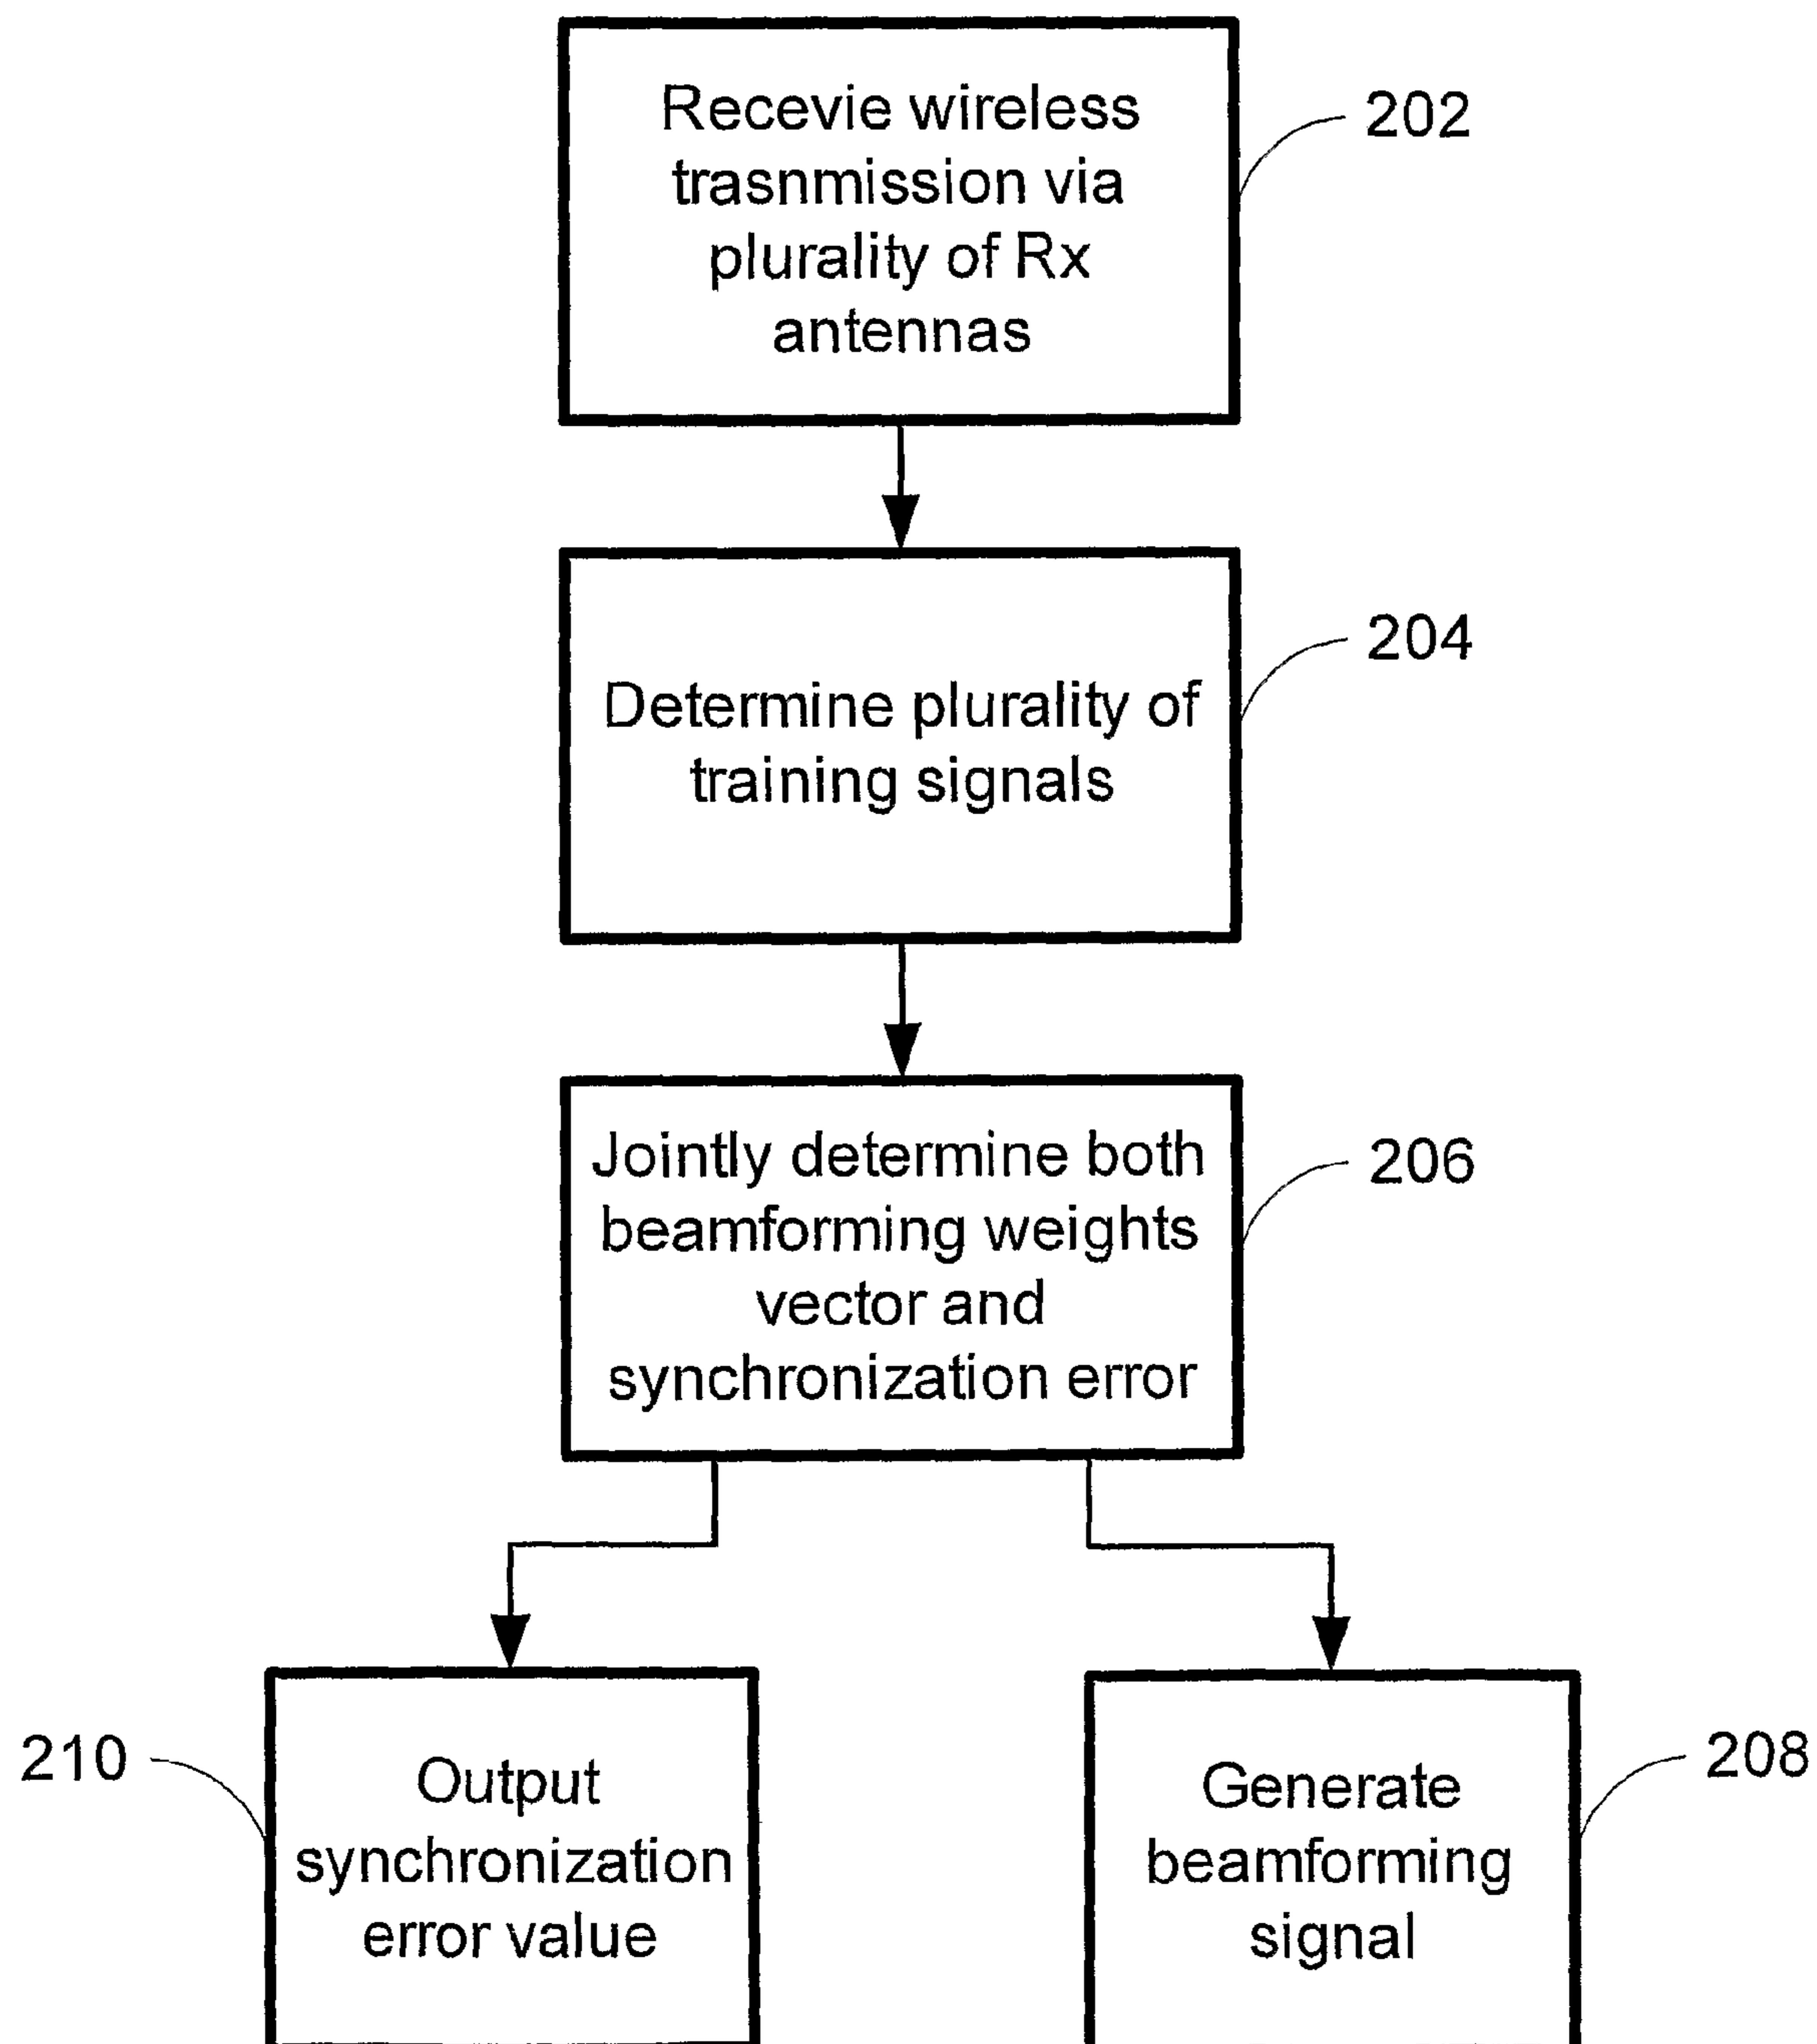 Recevie wireless
trasnmission via
plurality of Rx
antennas
202
Determine plurality of
training signals
204
Jointly determine both
beamforming weights
vector and
synchronization error
206
210
Output
synchronization
error value
Generate
beamforming
signal
208